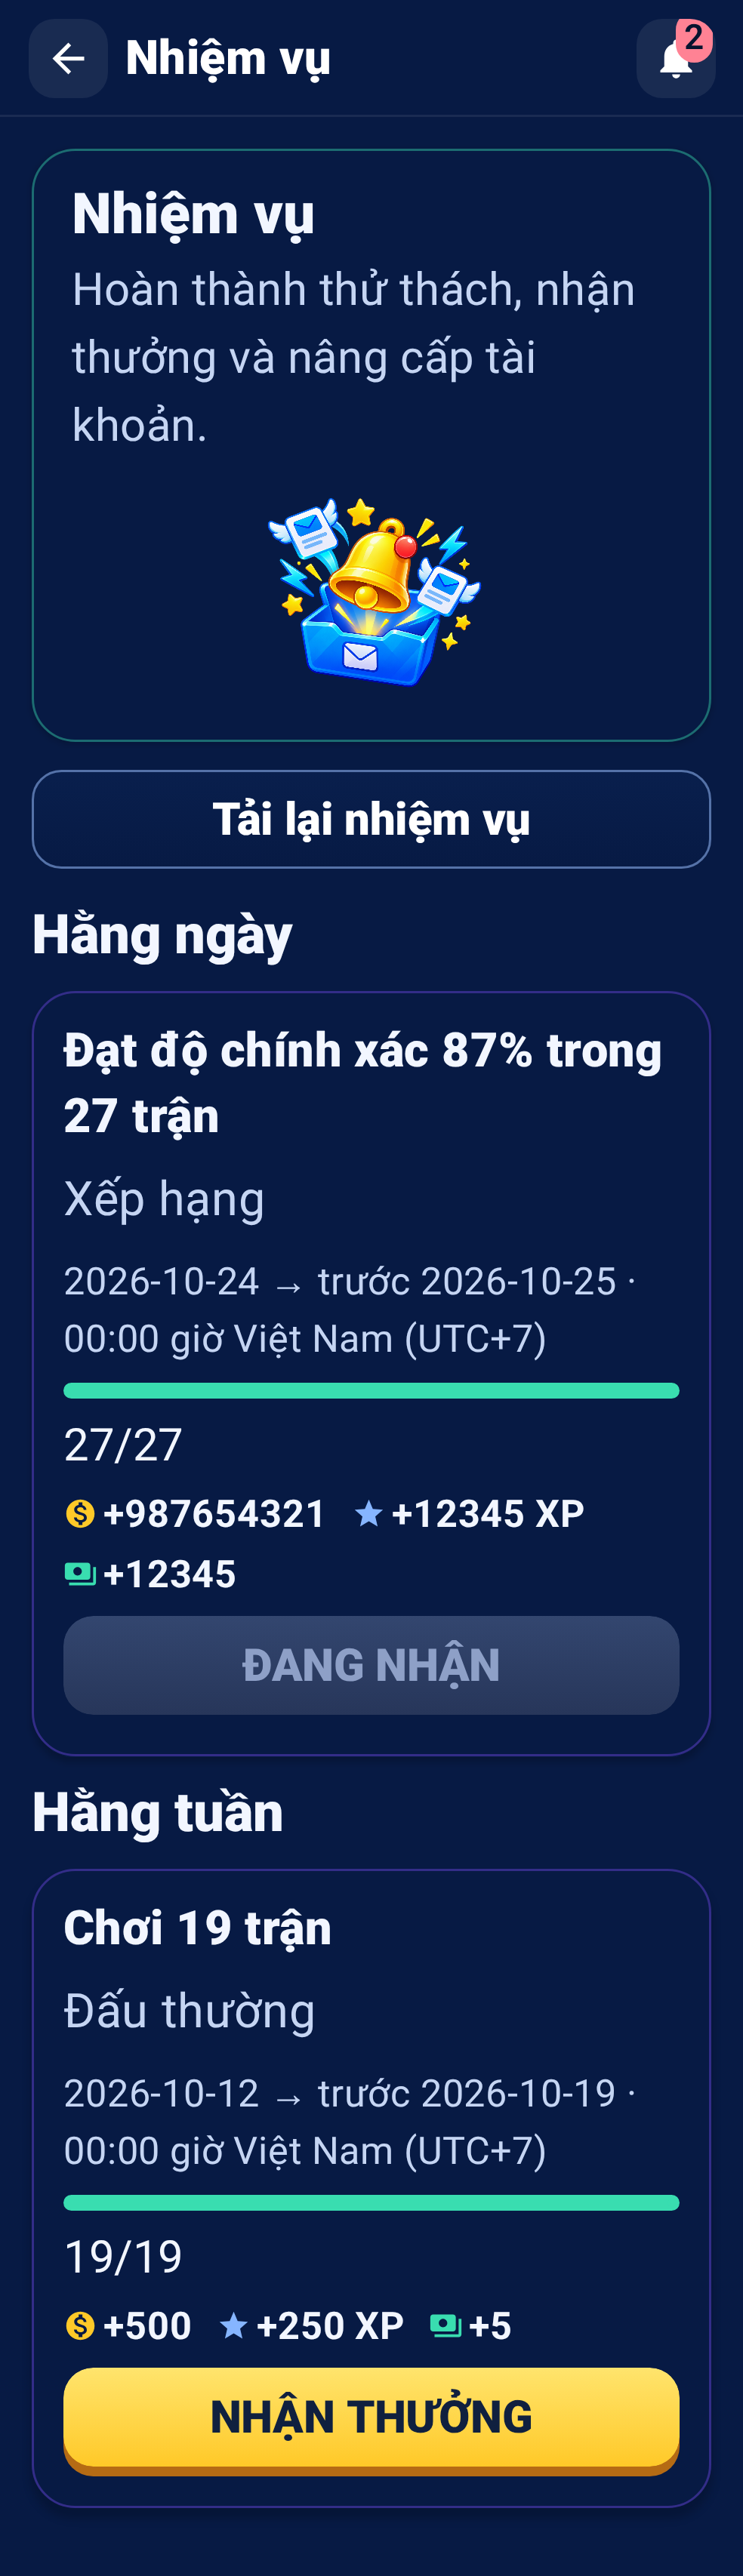 Nhiệm vụ
2
Nhiệm vụ
Hoàn thành thử thách, nhận
thưởng và nâng cấp tài
khoản.
Tải lại nhiệm vụ
Hằng ngày
Đạt độ chính xác 87% trong
27 trận
Xếp hạng
2026-10-24 → trước 2026-10-25 ·
00:00 giờ Việt Nam (UTC+7)
27/27
+987654321 +12345 XP
+12345
ĐANG NHẬN
Hằng tuần
Chơi 19 trận
Đấu thường
2026-10-12 → trước 2026-10-19 ·
00:00 giờ Việt Nam (UTC+7)
19/19
+500 +250 XP +5
NHẬN THƯỞNG